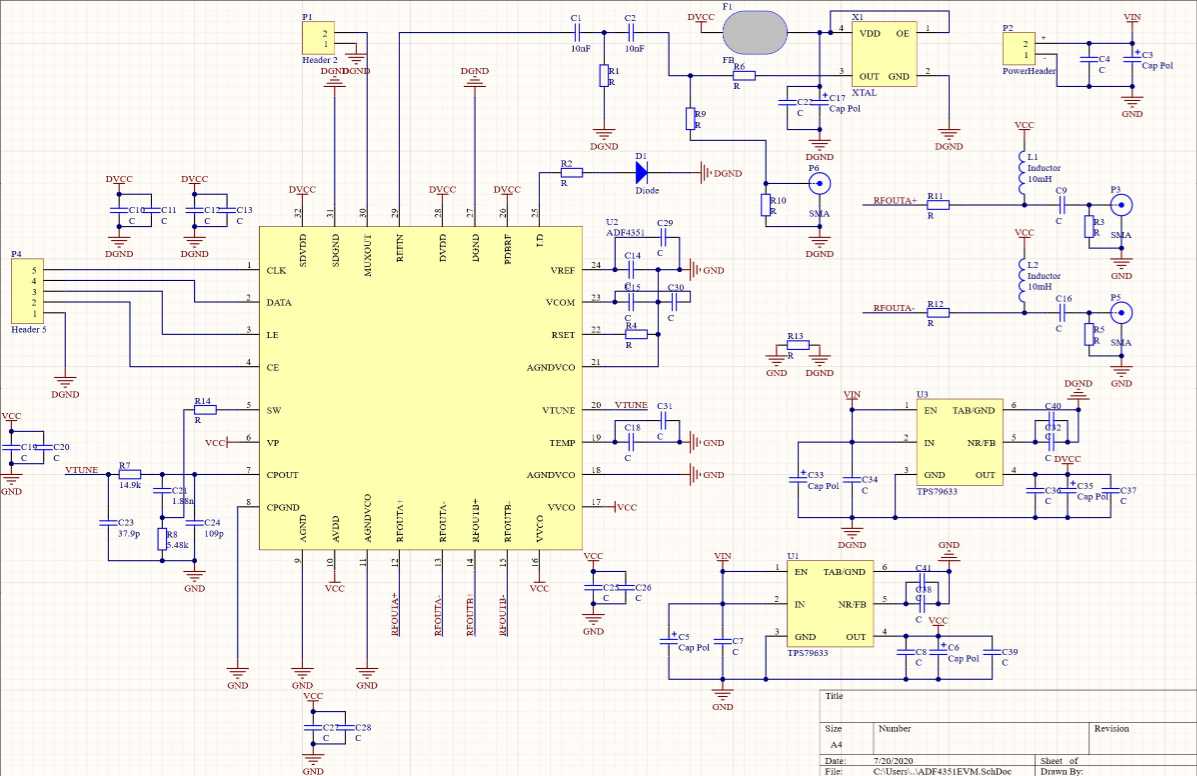 P1
2
1
Header 2
DGND
DGND
DGND
C1
10nF
C2
10nF
R1
R
DGND
DVCC
F1
FB
R6
R
X1
4
VDD
OE
1
3
OUT
GND
2
XTAL
C22
C
C17
Cap Pol
DGND
DGND
P2
2
1
+
-
PowerHeader
VIN
C4
C
C3
Cap Pol
GND
R9
R
R2
R
D1
Diode
DGND
P6
R10
R
SMA
DGND
VCC
L1
Inductor
10mH
RFOUTA+
R11
R
C9
C
P3
R3
R
SMA
GND
VCC
L2
Inductor
10mH
RFOUTA-
R12
R
C16
C
P5
R5
R
SMA
GND
DVCC
C10
C
C11
C
DGND
DVCC
C12
C
C13
C
DGND
DVCC
DVCC
DVCC
32
31
30
29
28
27
26
25
SDVDD
SDGND
MUXOUT
REFIN
DVDD
DGND
PDBRF
LD
U2
ADF4351
P4
5
4
3
2
1
Header 5
DGND
1
CLK
2
DATA
3
LE
4
CE
5
SW
6
VP
7
CPOUT
8
CPGND
24
VREF
23
VCOM
22
RSET
21
AGNDVCO
20
VTUNE
19
TEMP
18
AGNDVCO
17
VVCO
C29
C
C14
C
GND
C15
C
C30
C
R4
R
VTUNE
C31
C
C18
C
GND
GND
VCC
R13
R
GND
DGND
R14
R
VCC
VCC
C19
C
C20
C
GND
VTUNE
R7
14.9k
C21
1.88n
C23
37.9p
R8
5.48k
C24
109p
GND
AGND
AVDD
AGNDVCO
RFOUTA+
RFOUTA-
RFOUTB+
RFOUTB-
VVCO
9
10
11
12
13
14
15
16
VCC
RFOUTA+
RFOUTA-
RFOUTB+
RFOUTB-
VCC
GND
GND
GND
VCC
C25
C
C26
C
GND
VCC
C27
C
C28
C
GND
VIN
U3
1
EN
TAB/GND
6
2
IN
NR/FB
5
3
GND
OUT
4
TPS79633
DGND
C40
C
C32
C
DVCC
C33
Cap Pol
C34
C
C36
C
C35
Cap Pol
C37
C
DGND
VIN
U1
1
EN
TAB/GND
6
2
IN
NR/FB
5
3
GND
OUT
4
TPS79633
GND
C41
C
C38
C
VCC
C5
Cap Pol
C7
C
C8
C
C6
Cap Pol
C39
C
GND
Title
Size
Number
Revision
A4
Date:
7/20/2020
Sheet of
File:
C:\Users\..\ADF4351EVM.SchDoc
Drawn By: